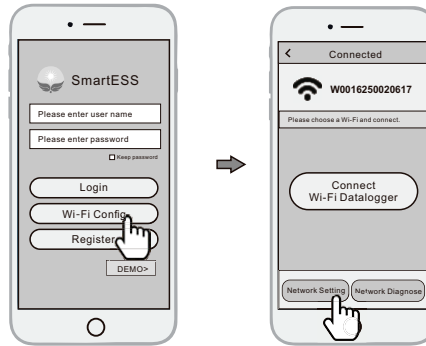 SmartESS
Please enter user name
Please enter password
Keep password
Login
Wi-Fi Config
Register
DEMO>
Connected
W0016250020617
Please choose a Wi-Fi and connect.
Connect
Wi-Fi Datalogger
Network Setting
Network Diagnose